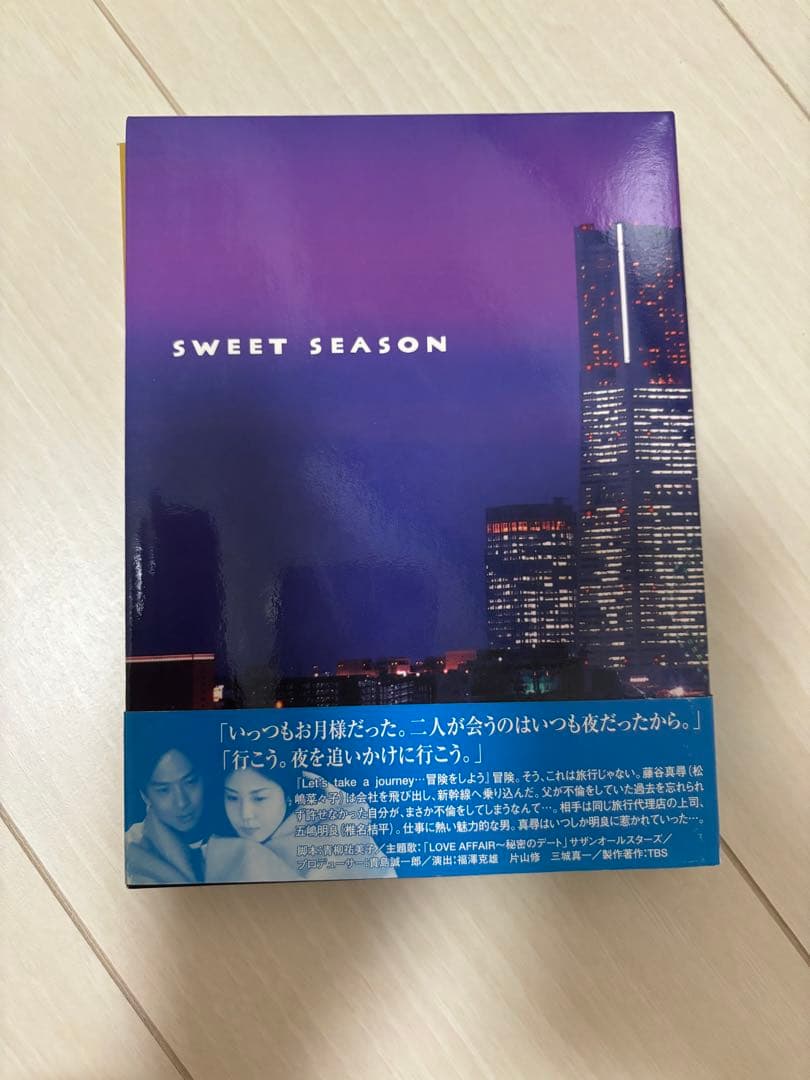 SWEET SEASON
「いっつもお月様だった。二人が会うのはいつも夜だったから。」
「行こう。夜を追いかけに行こう。」
『Let's take a journey…冒険をしよう』冒険。そう、これは旅行じゃない。藤谷真尋(松
嶋菜々子)は会社を飛び出し、新幹線へ乗り込んだ。父が不倫をしていた過去を忘れられ
ず許せなかった自分が、まさか不倫をしてしまうなんて…。相手は同じ旅行代理店の上司、
五嶋明良(椎名桔平)。仕事に熱い魅力的な男。真尋はいつしか明良に惹かれていった…。
脚本:青柳祐美子/主題歌:「LOVE AFFAIR〜秘密のデート」サザンオールスターズ/
プロデューサー:貴島誠一郎/演出:福澤克雄 片山修 三城真一/製作著作:TBS